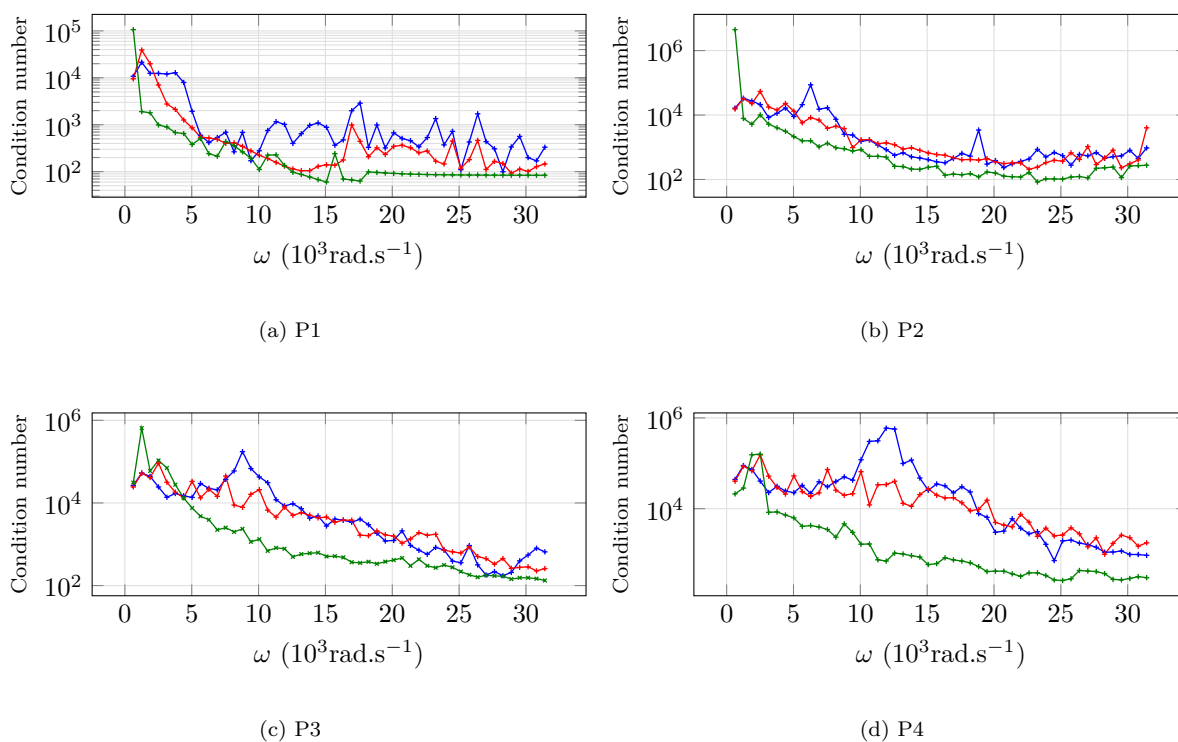 Condition number
10^5
10^4
10^3
10^2
0 5 10 15 20 25 30
ω (10^3rad.s^−1)
(a) P1
Condition number
10^6
10^4
10^2
0 5 10 15 20 25 30
ω (10^3rad.s^−1)
(b) P2
Condition number
10^6
10^4
10^2
0 5 10 15 20 25 30
ω (10^3rad.s^−1)
(c) P3
Condition number
10^6
10^4
0 5 10 15 20 25 30
ω (10^3rad.s^−1)
(d) P4